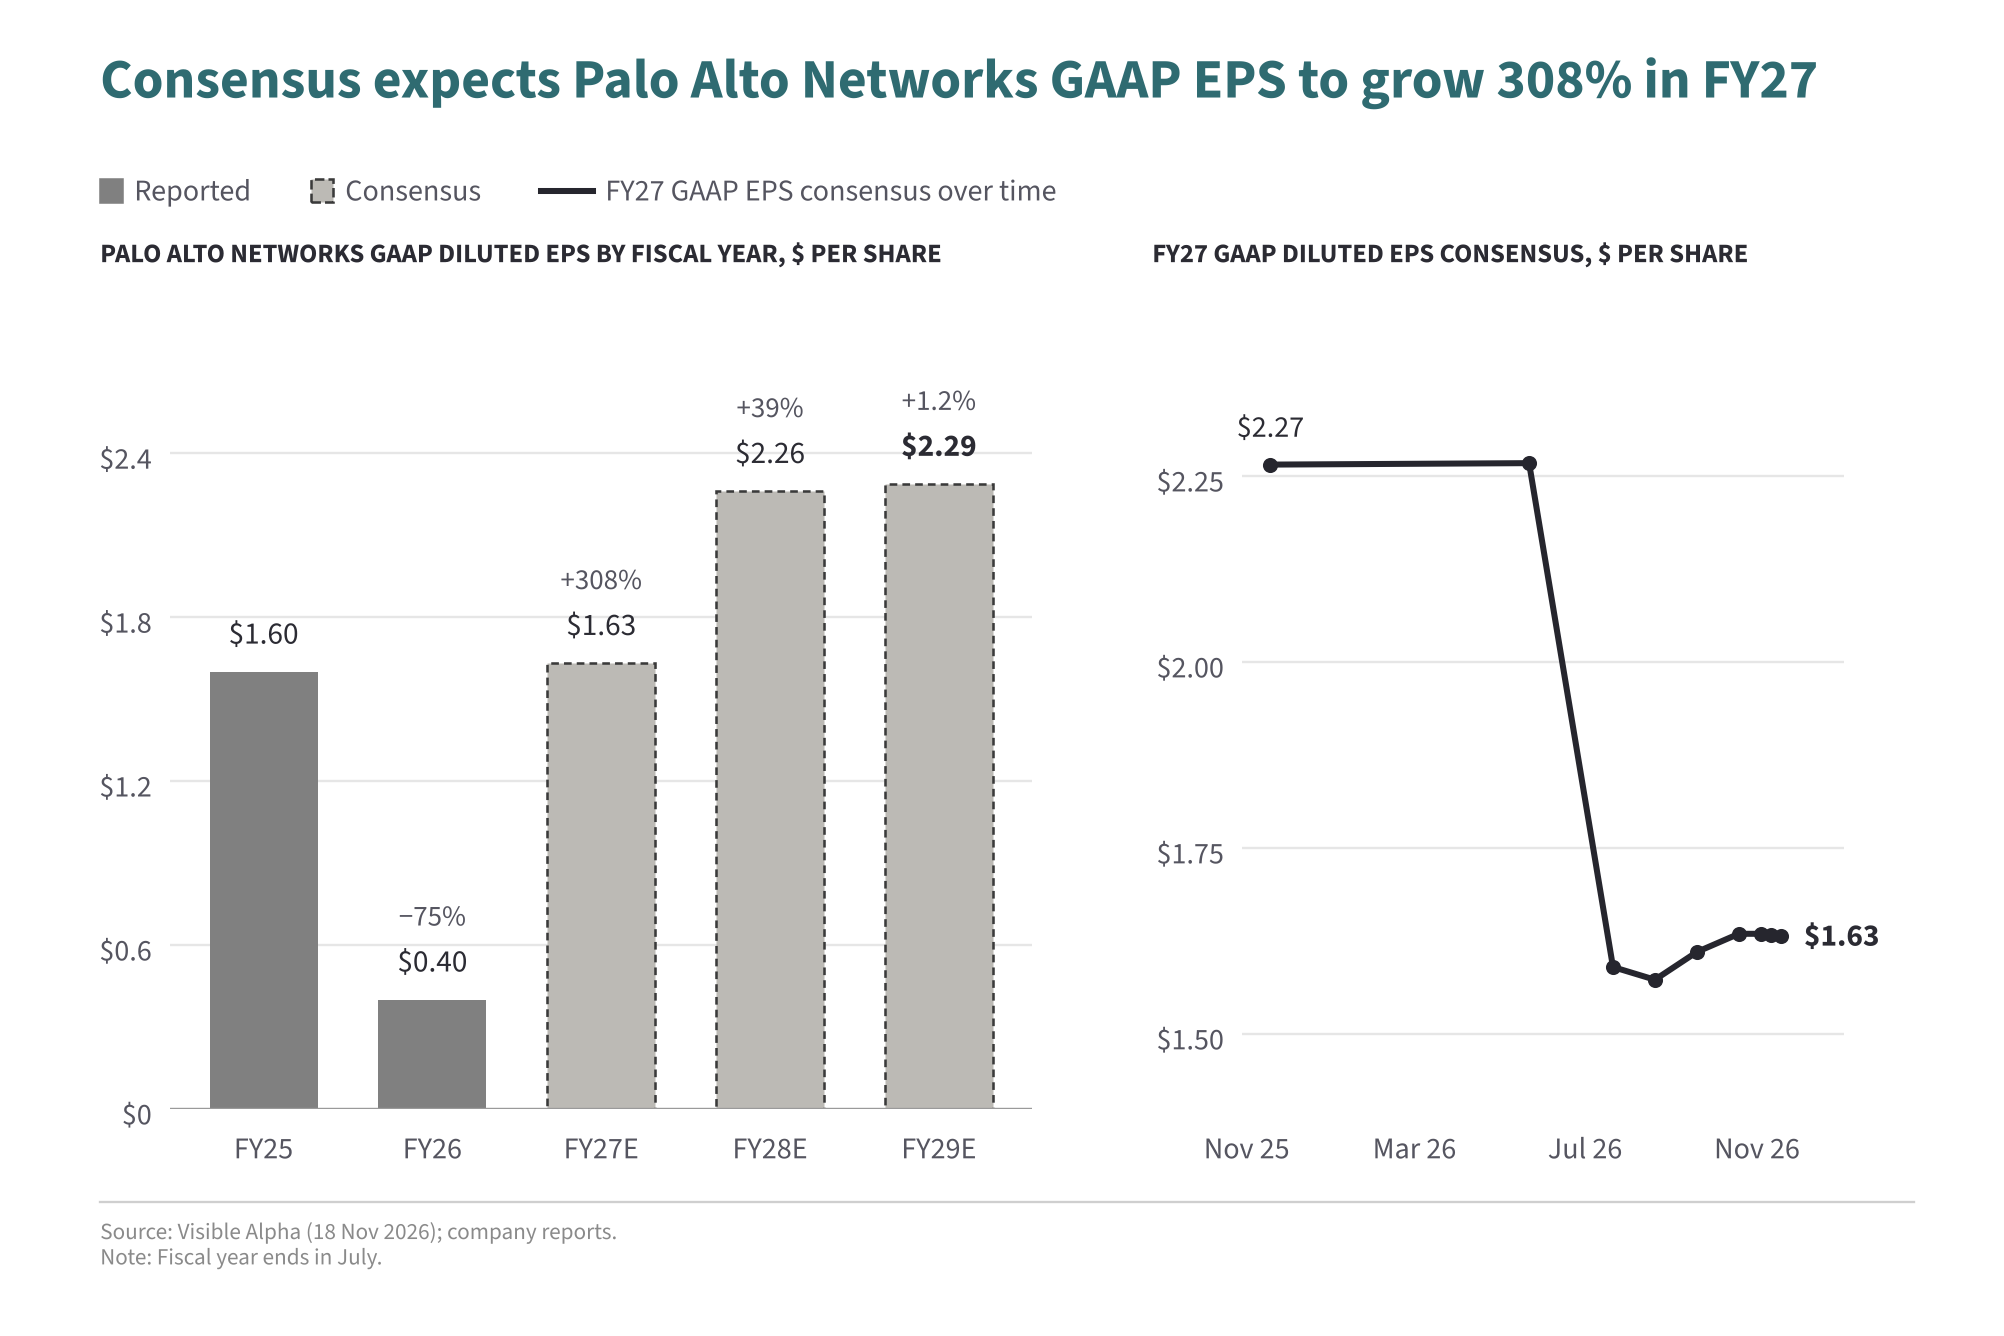 Consensus expects Palo Alto Networks GAAP EPS to grow 308% in FY27
Reported
Consensus
FY27 GAAP EPS consensus over time
PALO ALTO NETWORKS GAAP DILUTED EPS BY FISCAL YEAR, $ PER SHARE
$2.4
$1.8
$1.2
$0.6
$0
$1.60
−75%
$0.40
+308%
$1.63
+39%
$2.26
+1.2%
$2.29
FY25
FY26
FY27E
FY28E
FY29E
FY27 GAAP DILUTED EPS CONSENSUS, $ PER SHARE
$2.27
$2.25
$2.00
$1.75
$1.50
$1.63
Nov 25
Mar 26
Jul 26
Nov 26
Source: Visible Alpha (18 Nov 2026); company reports.
Note: Fiscal year ends in July.